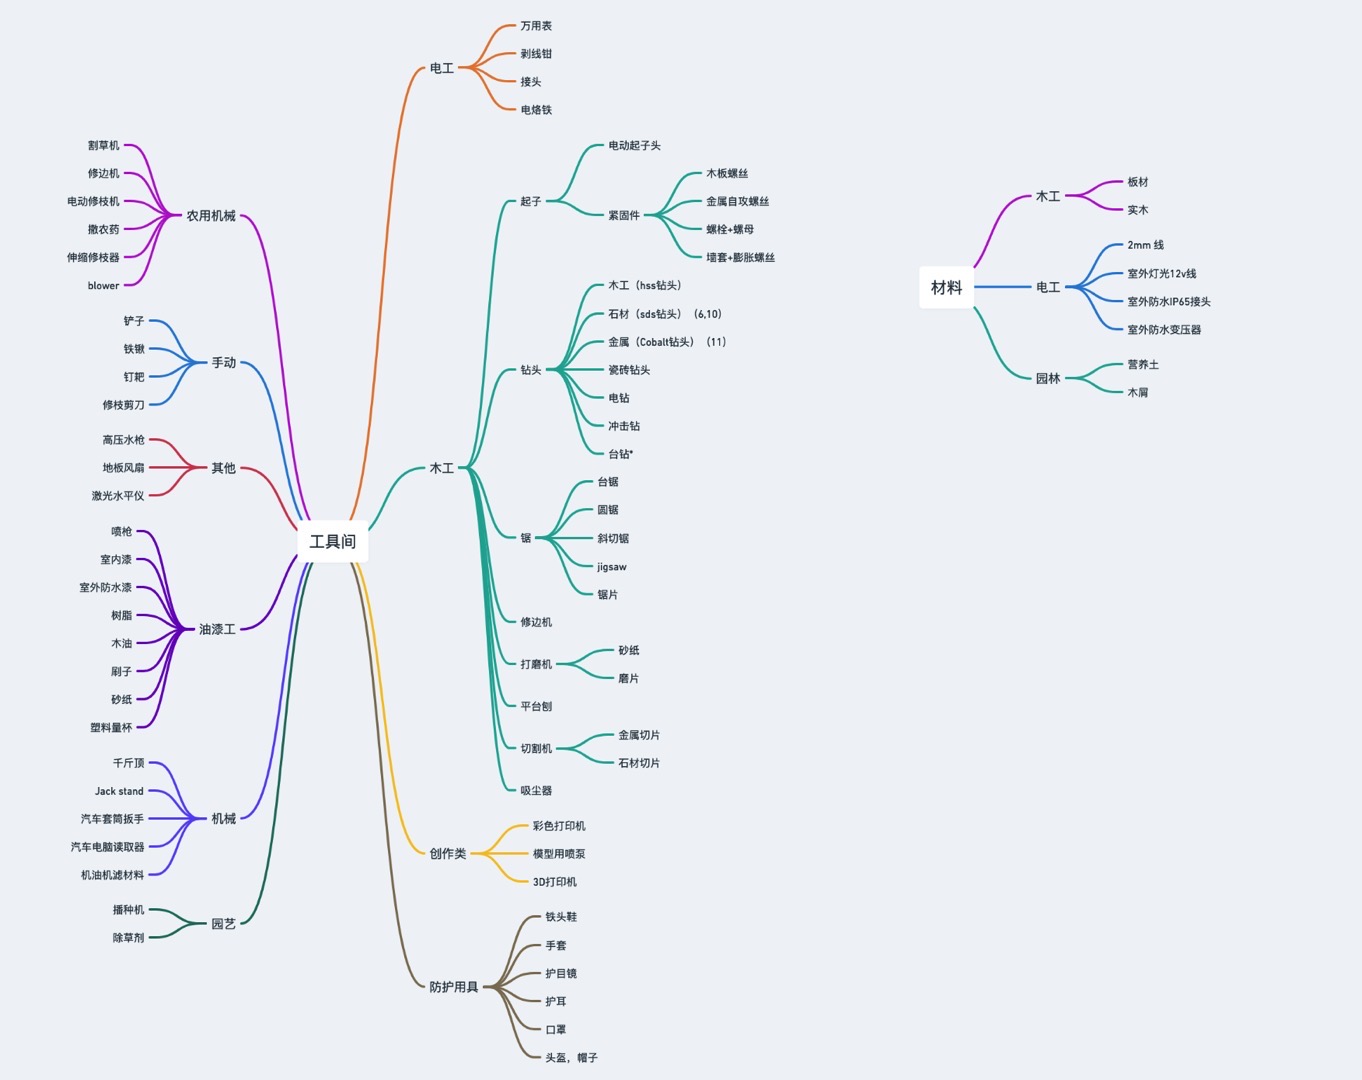 工具间
电工
万用表
剥线钳
接头
电烙铁
木工
起子
电动起子头
紧固件
木板螺丝
金属自攻螺丝
螺栓+螺母
墙套+膨胀螺丝
钻头
木工（hss钻头）
石材（sds钻头）（6,10）
金属（Cobalt钻头）（11）
瓷砖钻头
电钻
冲击钻
台钻*
锯
台锯
圆锯
斜切锯
jigsaw
锯片
修边机
打磨机
砂纸
磨片
平台刨
切割机
金属切片
石材切片
吸尘器
创作类
彩色打印机
模型用喷泵
3D打印机
防护用具
铁头鞋
手套
护目镜
护耳
口罩
头盔，帽子
农用机械
割草机
修边机
电动修枝机
撒农药
伸缩修枝器
blower
手动
铲子
铁锹
钉耙
修枝剪刀
其他
高压水枪
地板风扇
激光水平仪
油漆工
喷枪
室内漆
室外防水漆
树脂
木油
刷子
砂纸
塑料量杯
机械
千斤顶
Jack stand
汽车套筒扳手
汽车电脑读取器
机油机滤材料
园艺
播种机
除草剂
材料
木工
板材
实木
电工
2mm 线
室外灯光12v线
室外防水IP65接头
室外防水变压器
园林
营养土
木屑